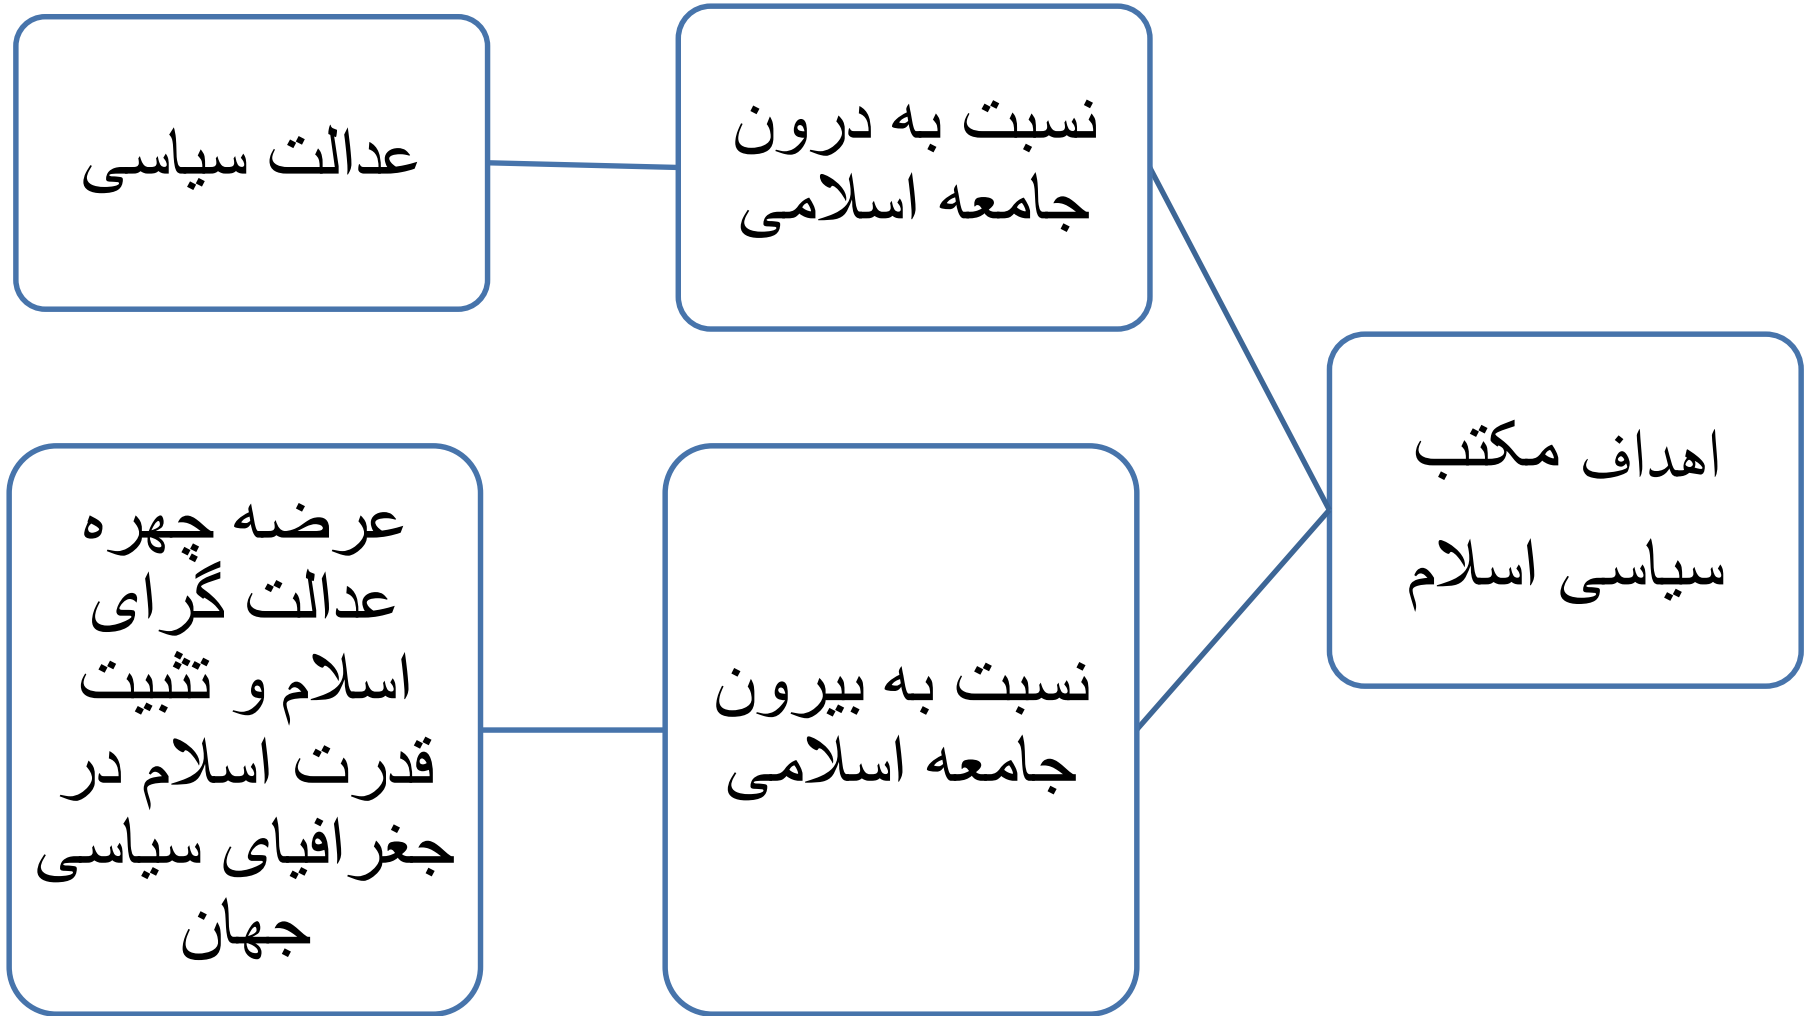 اهداف مکتب
سیاسی اسلام
نسبت به درون
جامعه اسلامی
عدالت سیاسی
نسبت به بیرون
جامعه اسلامی
عرضه چهره
عدالت گرای
اسلام و تثبیت
قدرت اسلام در
جغرافیای سیاسی
جهان